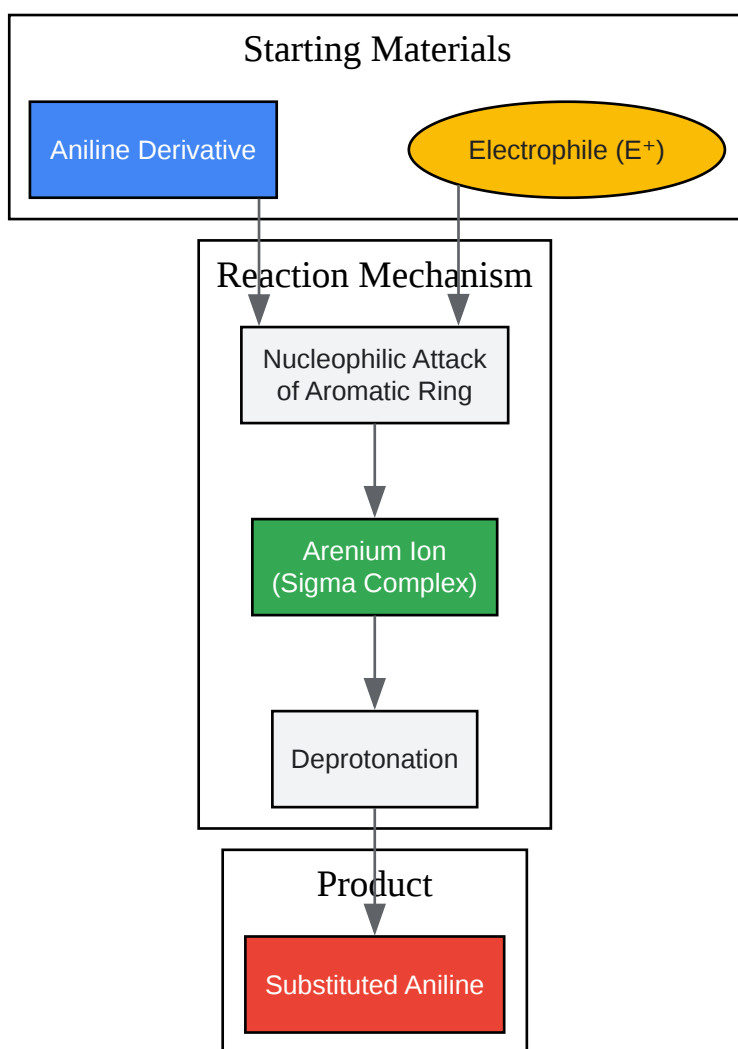 Starting Materials
Aniline Derivative
Electrophile (E⁺)
Reaction Mechanism
Nucleophilic Attack
of Aromatic Ring
Arenium Ion
(Sigma Complex)
Deprotonation
Product
Substituted Aniline